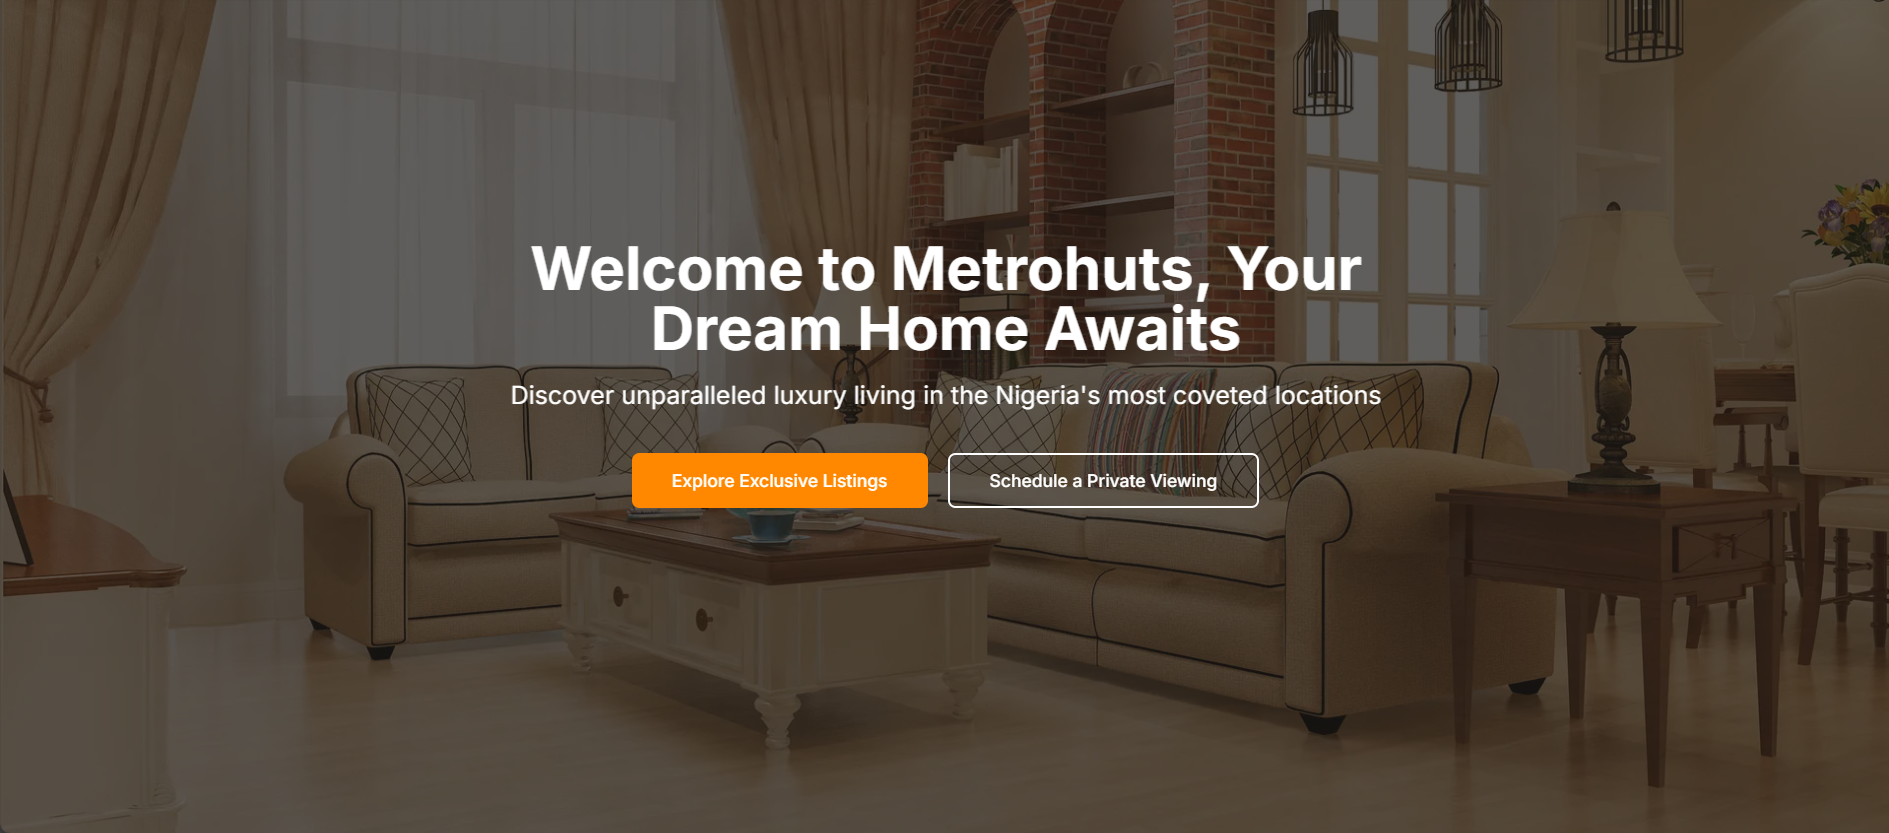 Welcome to Metrohuts, Your
Dream Home Awaits
Discover unparalleled luxury living in the Nigeria's most coveted locations
Explore Exclusive Listings
Schedule a Private Viewing